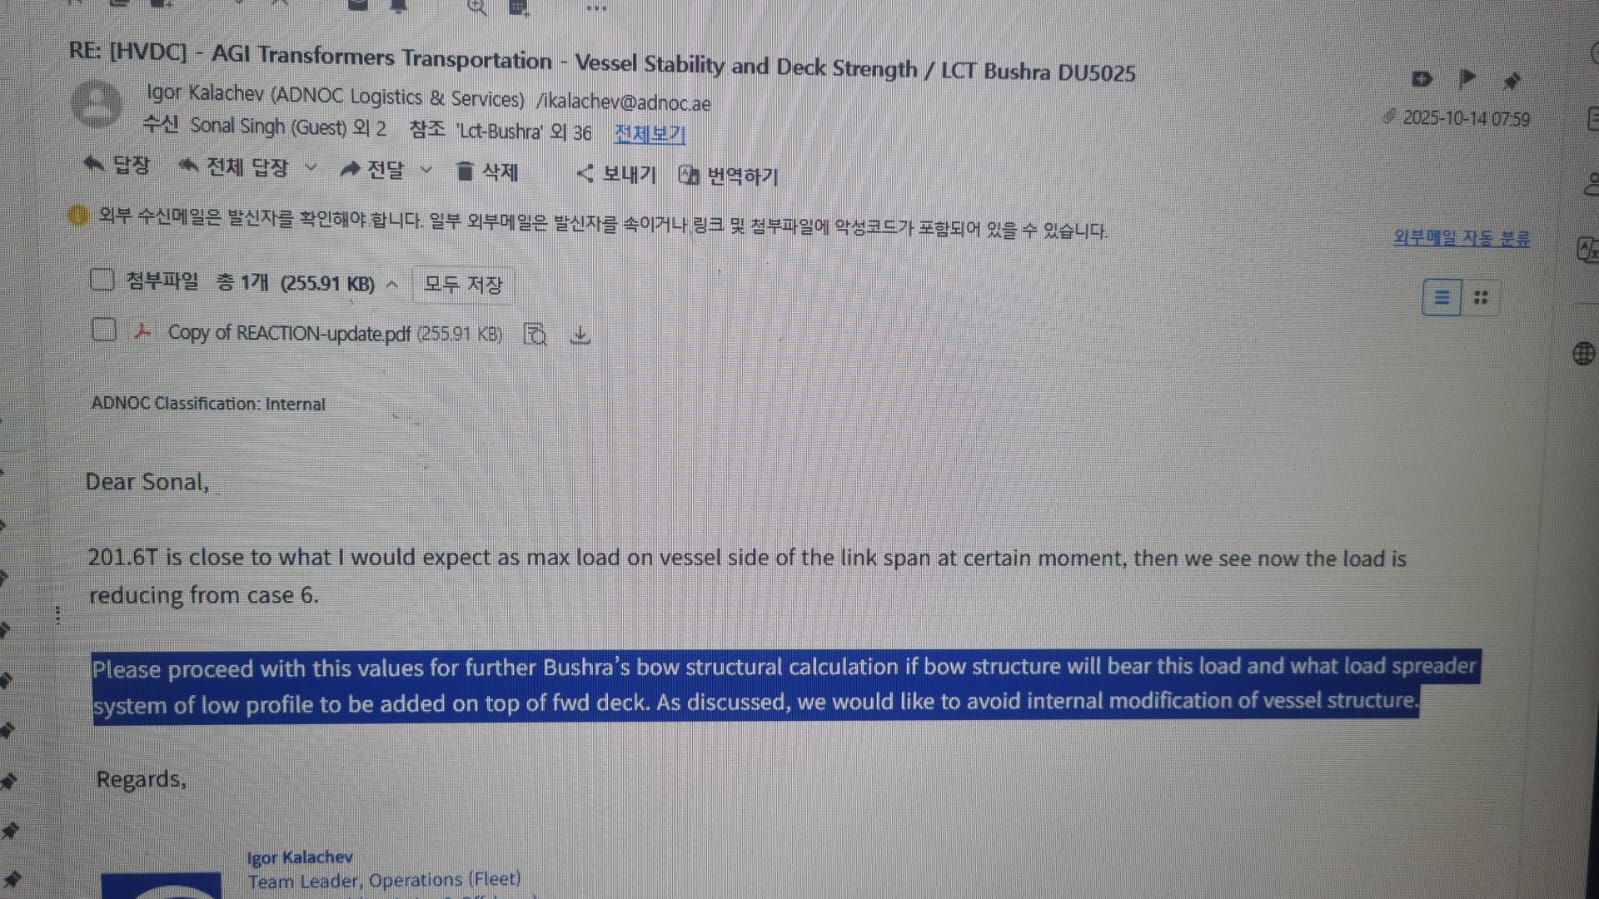 RE: [HVDC] - AGI Transformers Transportation - Vessel Stability and Deck Strength / LCT Bushra DU5025
Igor Kalachev (ADNOC Logistics & Services) /ikalachev@adnoc.ae
2025-10-14 07:59
수신 Sonal Singh (Guest) 외 2 참조 'Lct-Bushra' 외 36 전체보기
답장 전체 답장 전달 삭제 보내기 번역하기
외부 수신메일은 발신자를 확인해야 합니다. 일부 외부메일은 발신자를 속이거나 링크 및 첨부파일에 악성코드가 포함되어 있을 수 있습니다.
외부메일 자동 분류
첨부파일 총 1개 (255.91 KB) 모두 저장
Copy of REACTION-update.pdf (255.91 KB)
ADNOC Classification: Internal
Dear Sonal,
201.6T is close to what I would expect as max load on vessel side of the link span at certain moment, then we see now the load is
reducing from case 6.
Please proceed with this values for further Bushra's bow structural calculation if bow structure will bear this load and what load spreader
system of low profile to be added on top of fwd deck. As discussed, we would like to avoid internal modification of vessel structure.
Regards,
Igor Kalachev
Team Leader, Operations (Fleet)